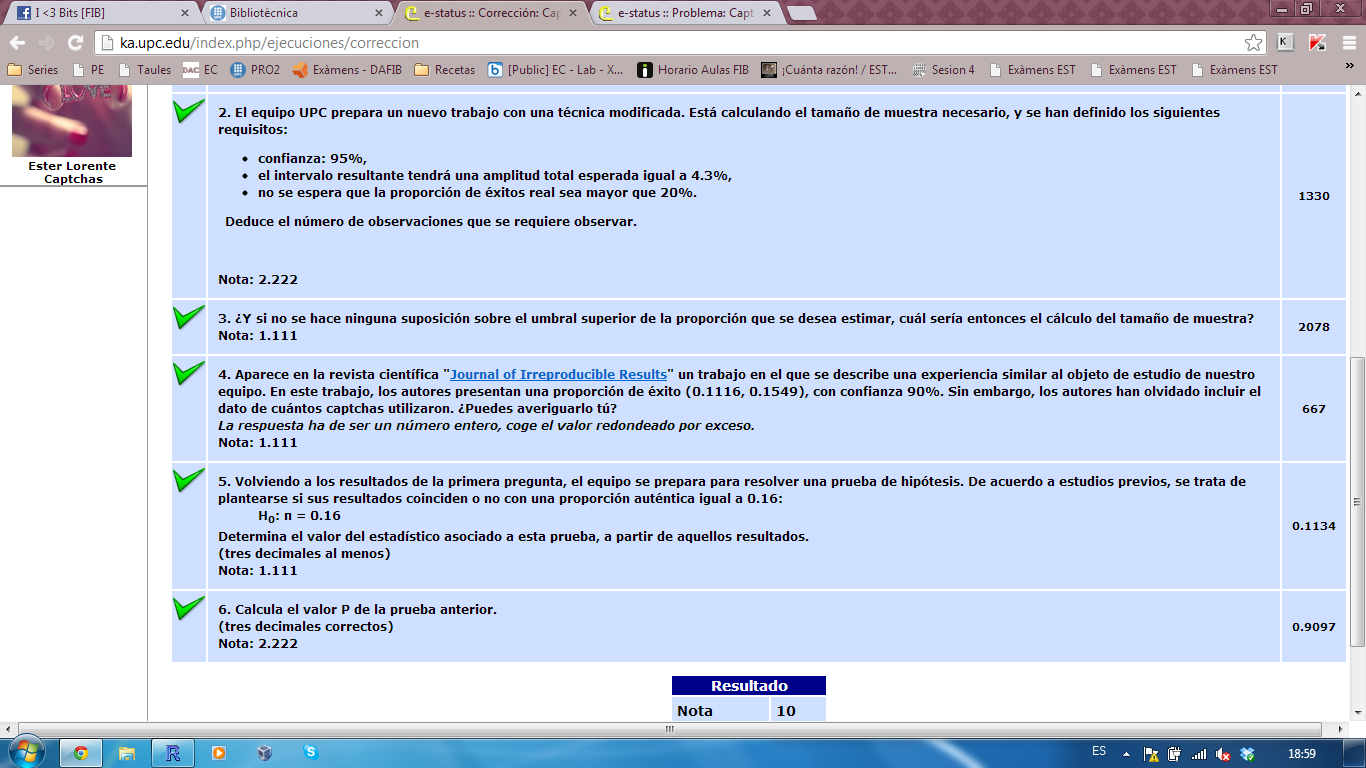 I <3 Bits [FIB]
Bibliotècnica
e-status :: Corrección: Cap
e-status :: Problema: Capt
ka.upc.edu/index.php/ejecuciones/correccion
Series PE Taules DAC EC PRO2 Exàmens - DAFIB Recetas [Public] EC - Lab - X... Horario Aulas FIB ¡Cuánta razón! / EST... Sesion 4 Exàmens EST Exàmens EST Exàmens EST »
LOVE
Ester Lorente
Captchas
2. El equipo UPC prepara un nuevo trabajo con una técnica modificada. Está calculando el tamaño de muestra necesario, y se han definido los siguientes
requisitos:
• confianza: 95%,
• el intervalo resultante tendrá una amplitud total esperada igual a 4.3%,
• no se espera que la proporción de éxitos real sea mayor que 20%.
Deduce el número de observaciones que se requiere observar.
Nota: 2.222
1330
3. ¿Y si no se hace ninguna suposición sobre el umbral superior de la proporción que se desea estimar, cuál sería entonces el cálculo del tamaño de muestra?
Nota: 1.111
2078
4. Aparece en la revista científica "Journal of Irreproducible Results" un trabajo en el que se describe una experiencia similar al objeto de estudio de nuestro
equipo. En este trabajo, los autores presentan una proporción de éxito (0.1116, 0.1549), con confianza 90%. Sin embargo, los autores han olvidado incluir el
dato de cuántos captchas utilizaron. ¿Puedes averiguarlo tú?
La respuesta ha de ser un número entero, coge el valor redondeado por exceso.
Nota: 1.111
667
5. Volviendo a los resultados de la primera pregunta, el equipo se prepara para resolver una prueba de hipótesis. De acuerdo a estudios previos, se trata de
plantearse si sus resultados coinciden o no con una proporción auténtica igual a 0.16:
H0: π = 0.16
Determina el valor del estadístico asociado a esta prueba, a partir de aquellos resultados.
(tres decimales al menos)
Nota: 1.111
0.1134
6. Calcula el valor P de la prueba anterior.
(tres decimales correctos)
Nota: 2.222
0.9097
Resultado
Nota 10
ES 18:59